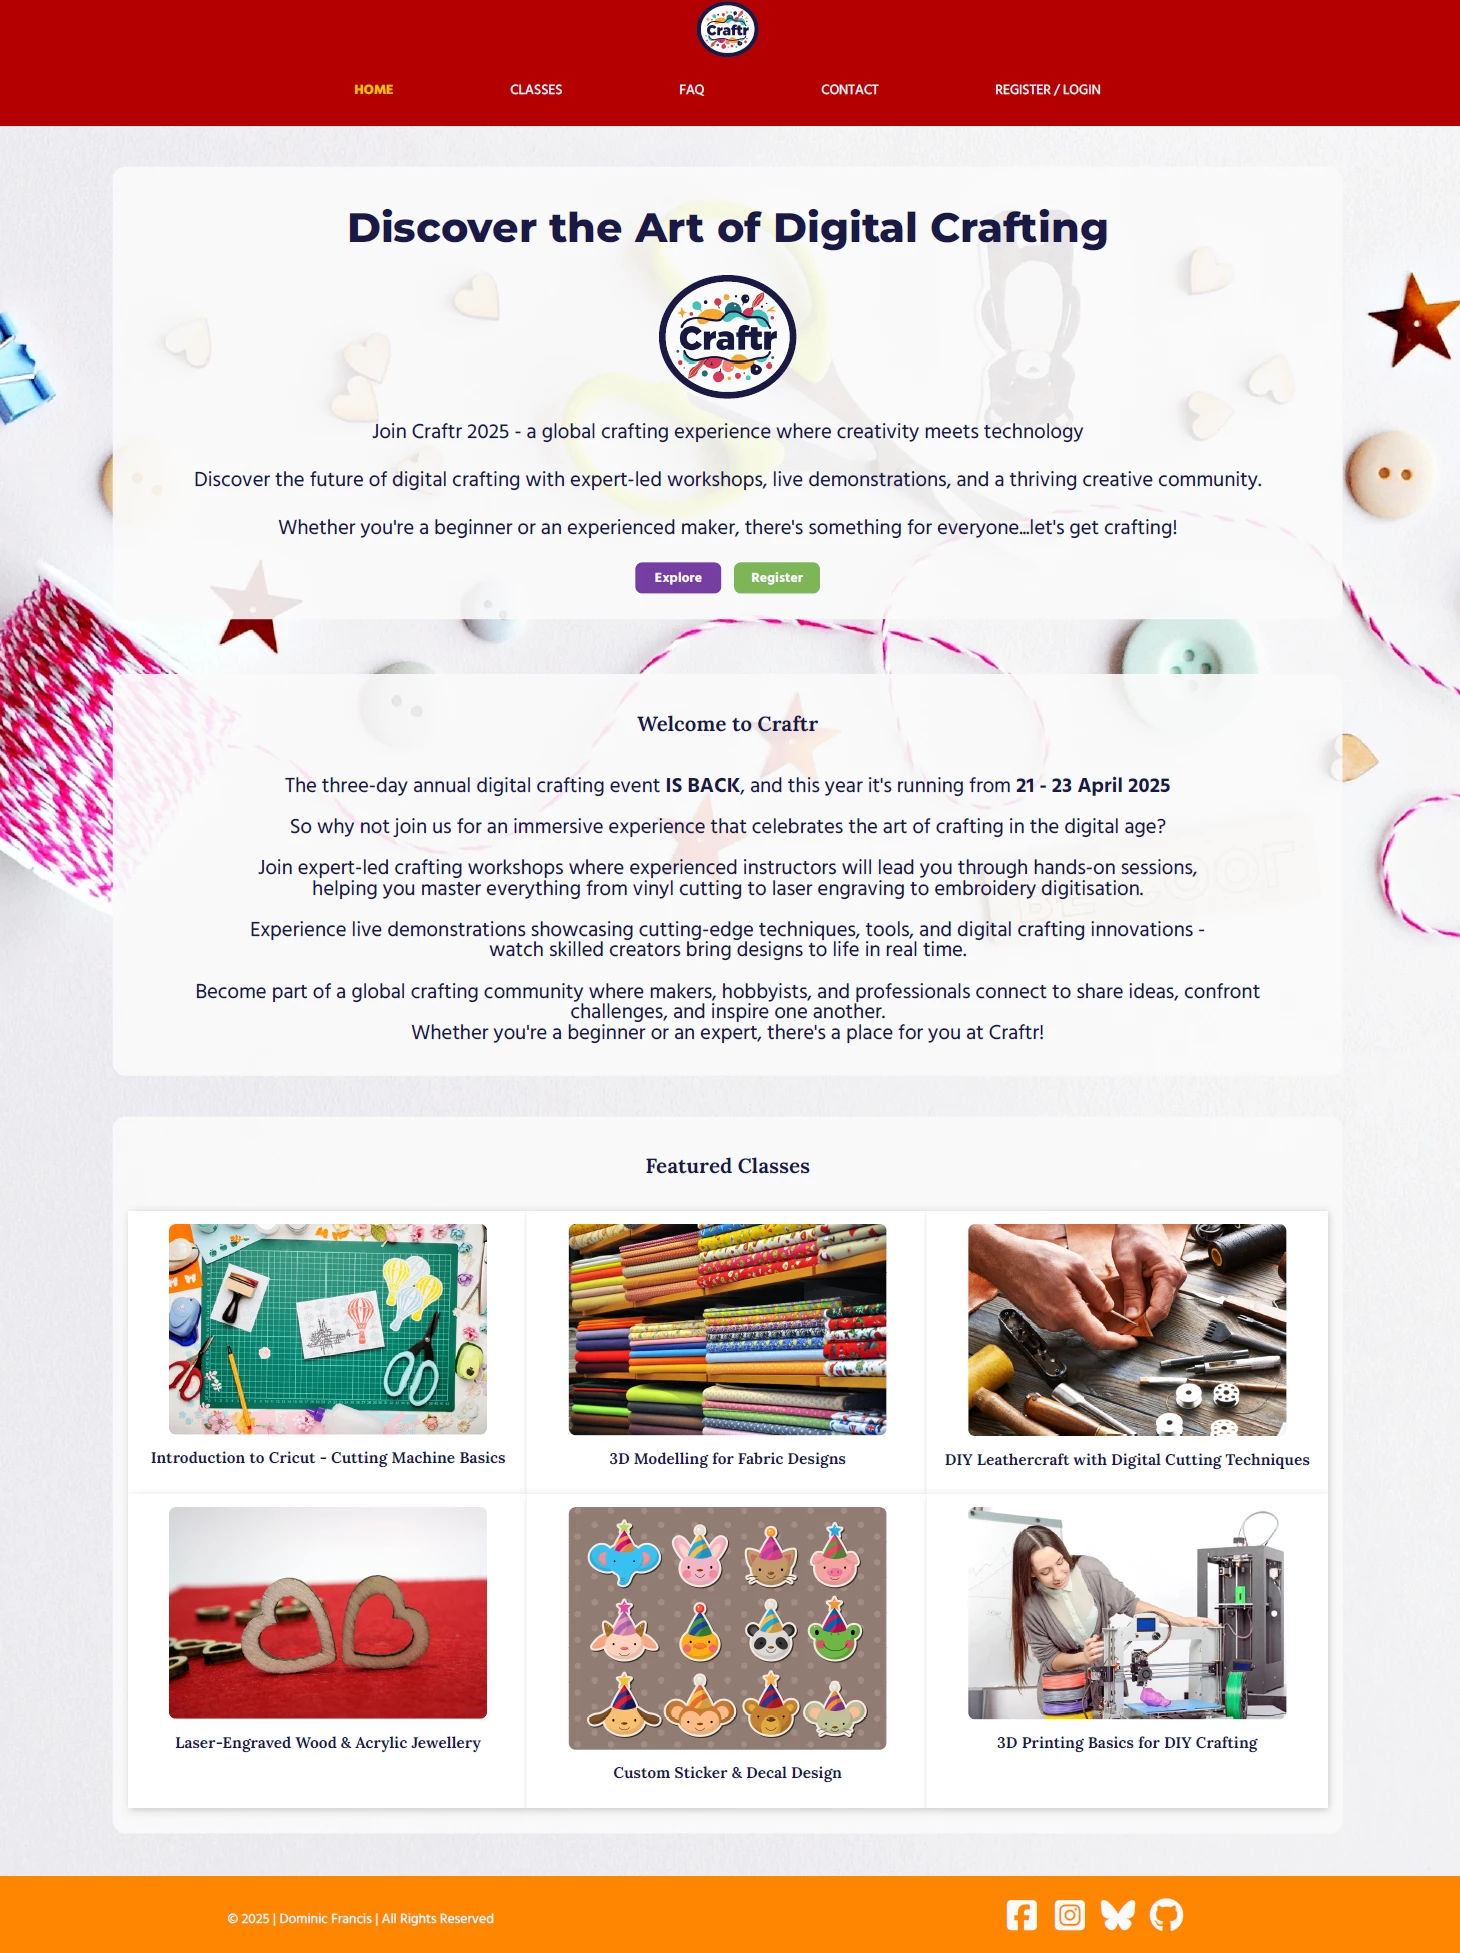 Craftr
HOME CLASSES FAQ CONTACT REGISTER / LOGIN
Discover the Art of Digital Crafting
Craftr
Join Craftr 2025 - a global crafting experience where creativity meets technology
Discover the future of digital crafting with expert-led workshops, live demonstrations, and a thriving creative community.
Whether you're a beginner or an experienced maker, there's something for everyone...let's get crafting!
Explore Register
Welcome to Craftr
The three-day annual digital crafting event IS BACK, and this year it's running from 21 - 23 April 2025
So why not join us for an immersive experience that celebrates the art of crafting in the digital age?
Join expert-led crafting workshops where experienced instructors will lead you through hands-on sessions,
helping you master everything from vinyl cutting to laser engraving to embroidery digitisation.
Experience live demonstrations showcasing cutting-edge techniques, tools, and digital crafting innovations -
watch skilled creators bring designs to life in real time.
Become part of a global crafting community where makers, hobbyists, and professionals connect to share ideas, confront
challenges, and inspire one another.
Whether you're a beginner or an expert, there's a place for you at Craftr!
Featured Classes
Introduction to Cricut - Cutting Machine Basics
3D Modelling for Fabric Designs
DIY Leathercraft with Digital Cutting Techniques
Laser-Engraved Wood & Acrylic Jewellery
Custom Sticker & Decal Design
3D Printing Basics for DIY Crafting
© 2025 | Dominic Francis | All Rights Reserved